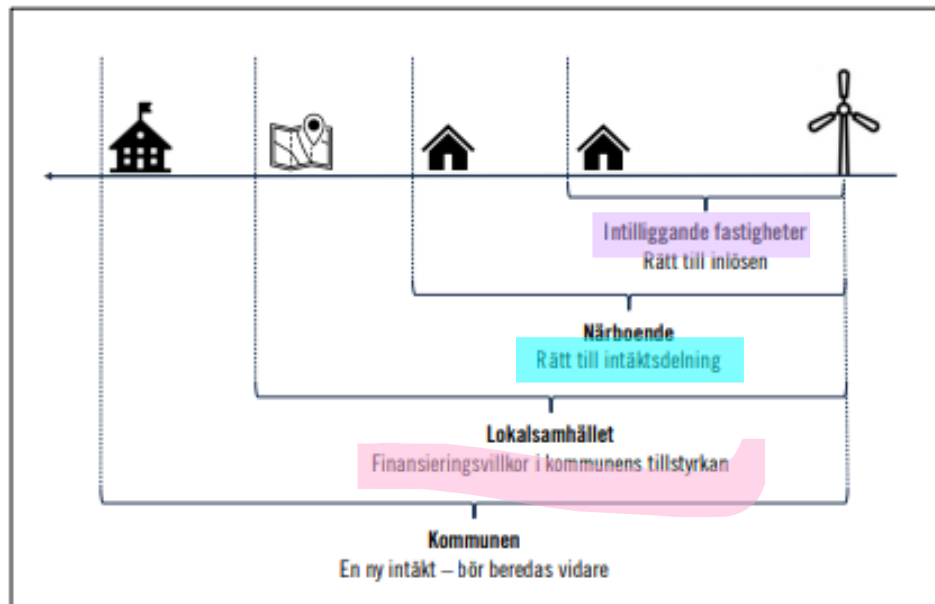 Intilliggande fastigheter
Rätt till inlösen
Närboende
Rätt till intäktsdelning
Lokalsamhället
Finansieringsvillkor i kommunens tillstyrkan
Kommunen
En ny intäkt – bör beredas vidare